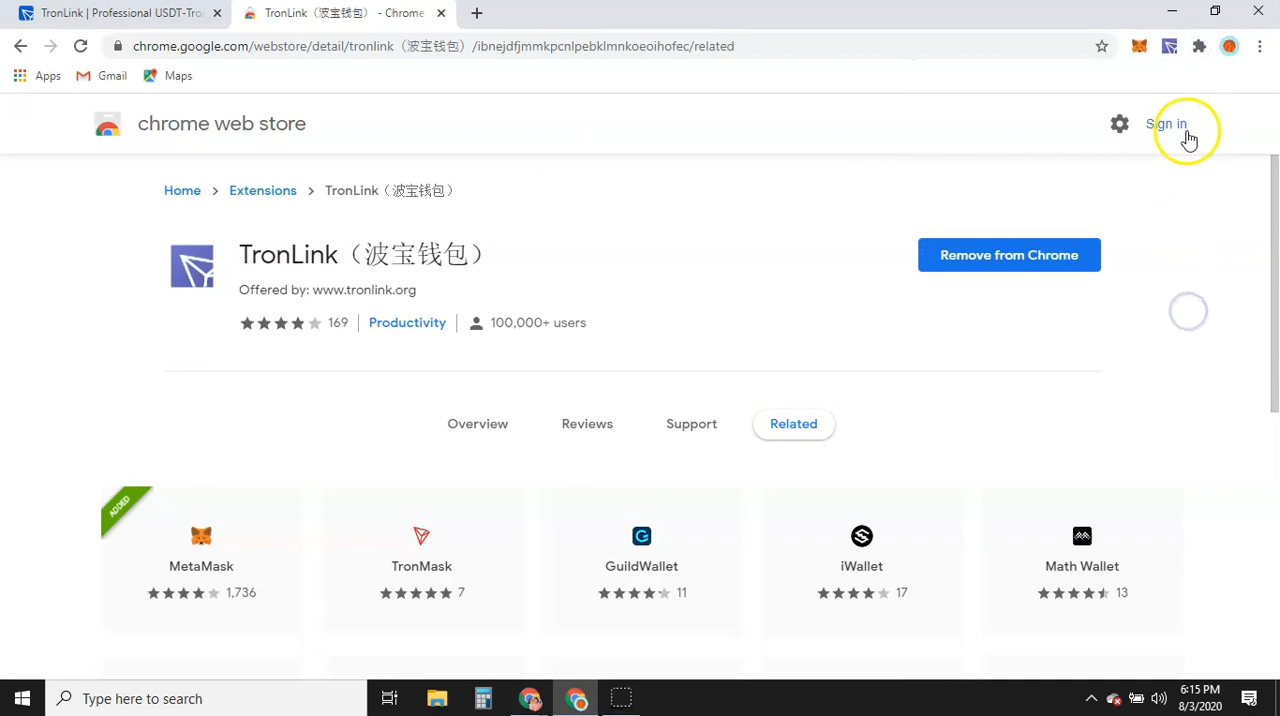 TronLink | Professional USDT-Tro
TronLink（波宝钱包） - Chrome
chrome.google.com/webstore/detail/tronlink（波宝钱包）/ibnejdfjmmkpcnlpebklmnkoeoihofec/related
Apps Gmail Maps
chrome web store
Sign in
Home > Extensions > TronLink（波宝钱包）
TronLink（波宝钱包）
Remove from Chrome
Offered by: www.tronlink.org
169 Productivity 100,000+ users
Overview Reviews Support Related
ADDED
MetaMask TronMask GuildWallet iWallet Math Wallet
1,736 7 11 17 13
Type here to search
6:15 PM
8/3/2020